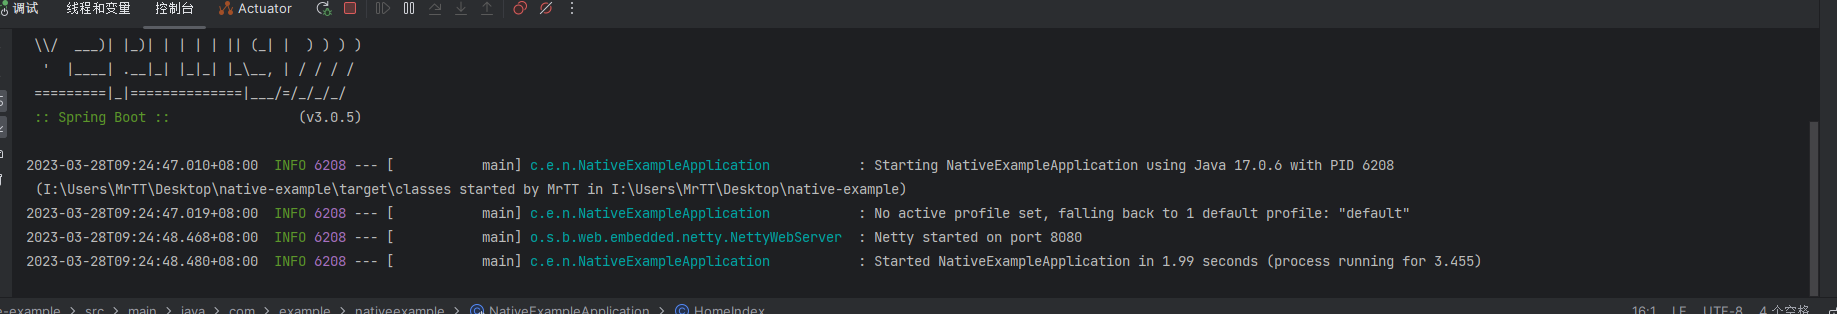 调试 线程和变量 控制台 Actuator
\\/  ___)| |_)| | | | | || (_| |  ) ) ) )
 '  |____| .__|_| |_|_| |_\__, | / / / /
=========|_|==============|___/=/_/_/_/
:: Spring Boot ::                (v3.0.5)
2023-03-28T09:24:47.010+08:00  INFO 6208 --- [           main] c.e.n.NativeExampleApplication           : Starting NativeExampleApplication using Java 17.0.6 with PID 6208
(I:\Users\MrTT\Desktop\native-example\target\classes started by MrTT in I:\Users\MrTT\Desktop\native-example)
2023-03-28T09:24:47.019+08:00  INFO 6208 --- [           main] c.e.n.NativeExampleApplication           : No active profile set, falling back to 1 default profile: "default"
2023-03-28T09:24:48.468+08:00  INFO 6208 --- [           main] o.s.b.web.embedded.netty.NettyWebServer  : Netty started on port 8080
2023-03-28T09:24:48.480+08:00  INFO 6208 --- [           main] c.e.n.NativeExampleApplication           : Started NativeExampleApplication in 1.99 seconds (process running for 3.455)
e-example > src > main > java > com > example > nativeexample > NativeExampleApplication > HomeIndex 16:1 LF UTF-8 4 个空格